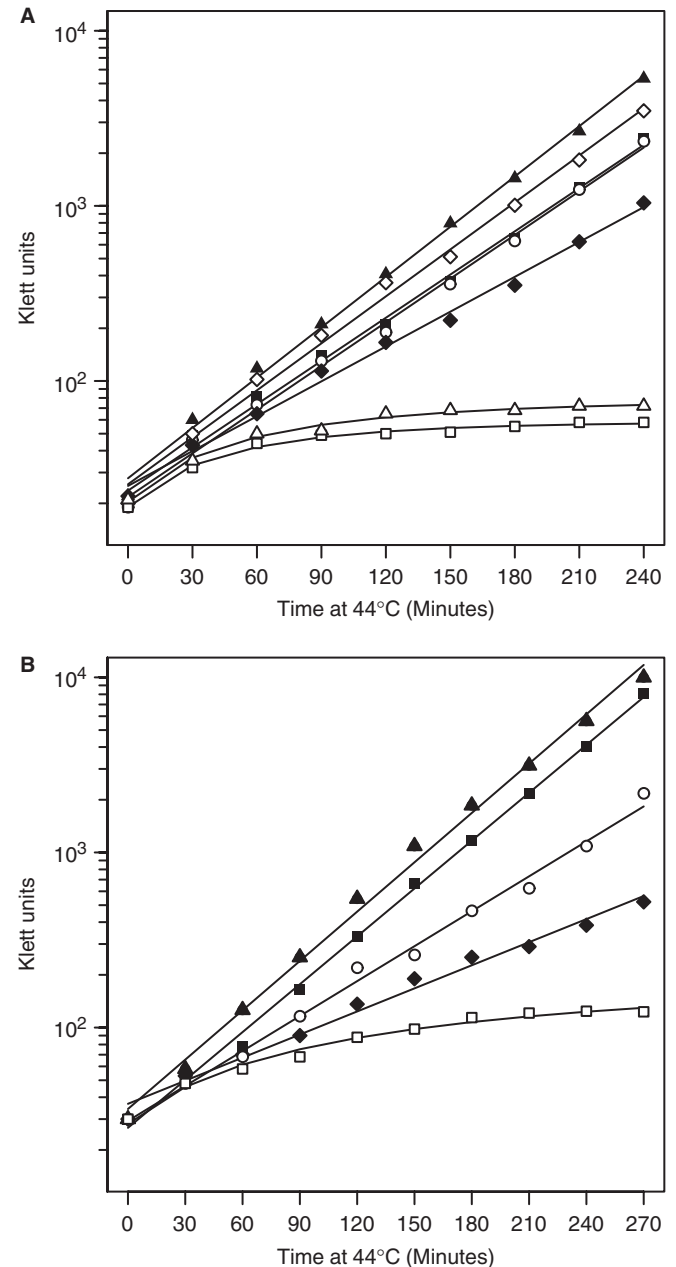 A
10⁴
10³
10²
Klett units
0 30 60 90 120 150 180 210 240
Time at 44°C (Minutes)
B
10⁴
10³
10²
Klett units
0 30 60 90 120 150 180 210 240 270
Time at 44°C (Minutes)